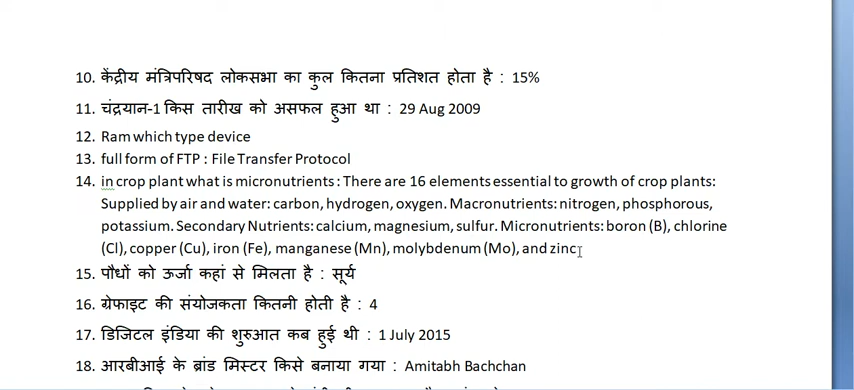 10. केंद्रीय मंत्रिपरिषद लोकसभा का कुल कितना प्रतिशत होता है : 15%
11. चंद्रयान-1 किस तारीख को असफल हुआ था : 29 Aug 2009
12. Ram which type device
13. full form of FTP : File Transfer Protocol
14. in crop plant what is micronutrients : There are 16 elements essential to growth of crop plants:
Supplied by air and water: carbon, hydrogen, oxygen. Macronutrients: nitrogen, phosphorous,
potassium. Secondary Nutrients: calcium, magnesium, sulfur. Micronutrients: boron (B), chlorine
(Cl), copper (Cu), iron (Fe), manganese (Mn), molybdenum (Mo), and zinc
15. पौधों को ऊर्जा कहां से मिलता है : सूर्य
16. ग्रेफाइट की संयोजकता कितनी होती है : 4
17. डिजिटल इंडिया की शुरुआत कब हुई थी : 1 July 2015
18. आरबीआई के ब्रांड मिस्टर किसे बनाया गया : Amitabh Bachchan